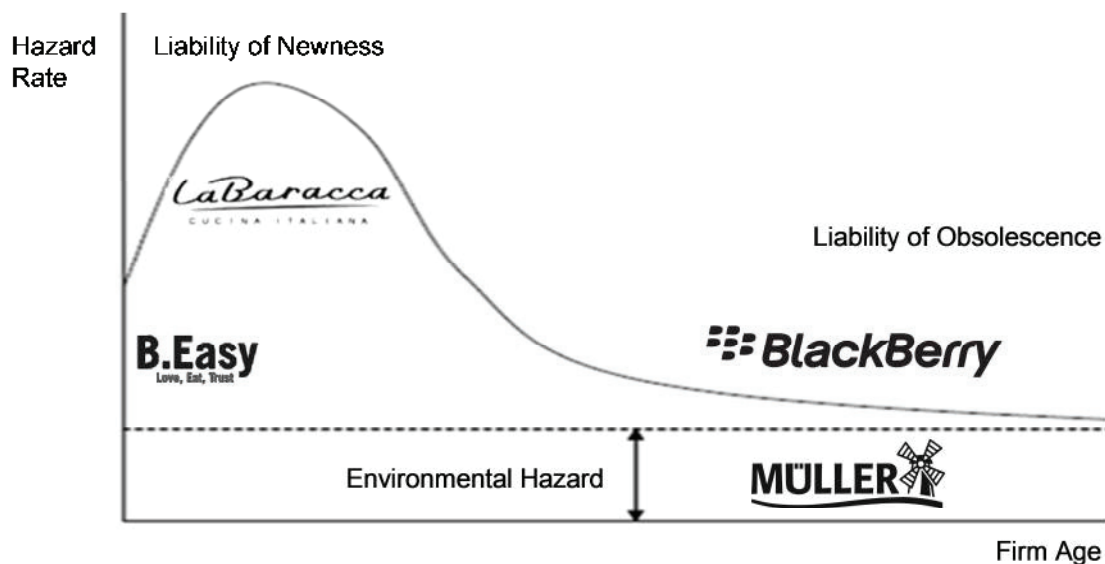 Hazard
Rate
Liability of Newness
LaBaracca
CUCINA ITALIANA
Liability of Obsolescence
B.Easy
Love, Eat, Trust
BlackBerry
Environmental Hazard
MÜLLER
Firm Age